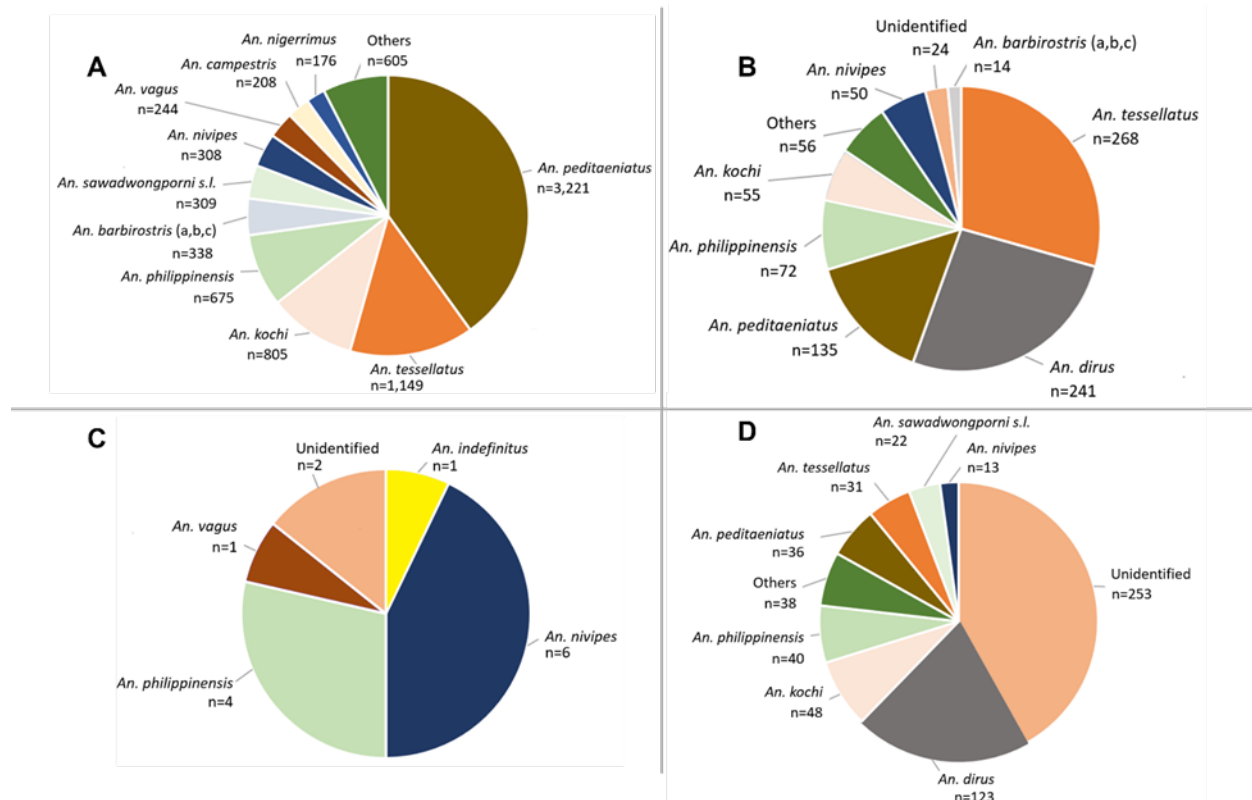 A
An. nigerrimus
n=176
Others
n=605
An. campestris
n=208
An. vagus
n=244
An. nivipes
n=308
An. sawadwongporni s.l.
n=309
An. barbirostris (a,b,c)
n=338
An. philippinensis
n=675
An. kochi
n=805
An. tessellatus
n=1,149
An. peditaeniatus
n=3,221
B
Unidentified
n=24
An. barbirostris (a,b,c)
n=14
An. nivipes
n=50
Others
n=56
An. kochi
n=55
An. philippinensis
n=72
An. peditaeniatus
n=135
An. tessellatus
n=268
An. dirus
n=241
C
Unidentified
n=2
An. indefinitus
n=1
An. vagus
n=1
An. philippinensis
n=4
An. nivipes
n=6
D
An. sawadwongporni s.l.
n=22
An. nivipes
n=13
An. tessellatus
n=31
An. peditaeniatus
n=36
Others
n=38
An. philippinensis
n=40
An. kochi
n=48
Unidentified
n=253
An. dirus
n=123